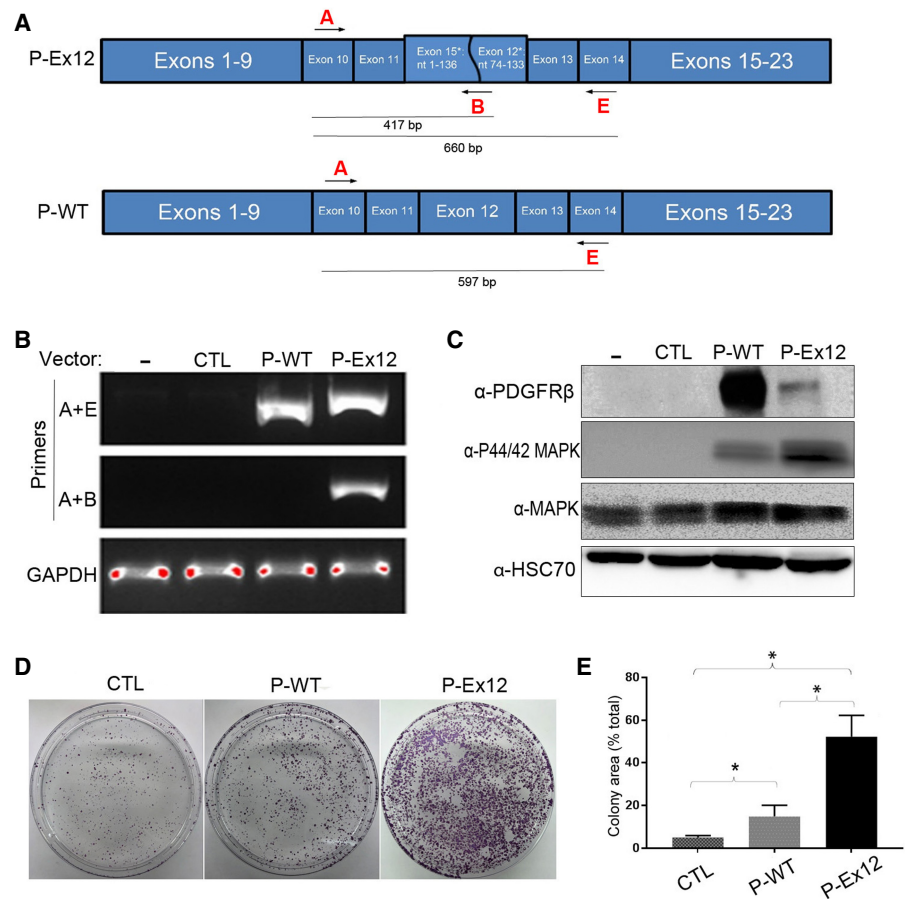 A
A
P-Ex12
Exons 1-9
Exon 10
Exon 11
Exon 15*:
nt 1-136
Exon 12*:
nt 74-133
Exon 13
Exon 14
Exons 15-23
B
E
417 bp
660 bp
A
P-WT
Exons 1-9
Exon 10
Exon 11
Exon 12
Exon 13
Exon 14
Exons 15-23
E
597 bp
B
Vector:
–
CTL
P-WT
P-Ex12
Primers
A+E
A+B
GAPDH
C
–
CTL
P-WT
P-Ex12
α-PDGFRβ
α-P44/42 MAPK
α-MAPK
α-HSC70
D
CTL
P-WT
P-Ex12
E
Colony area (% total)
80
60
40
20
0
*
*
*
CTL
P-WT
P-Ex12